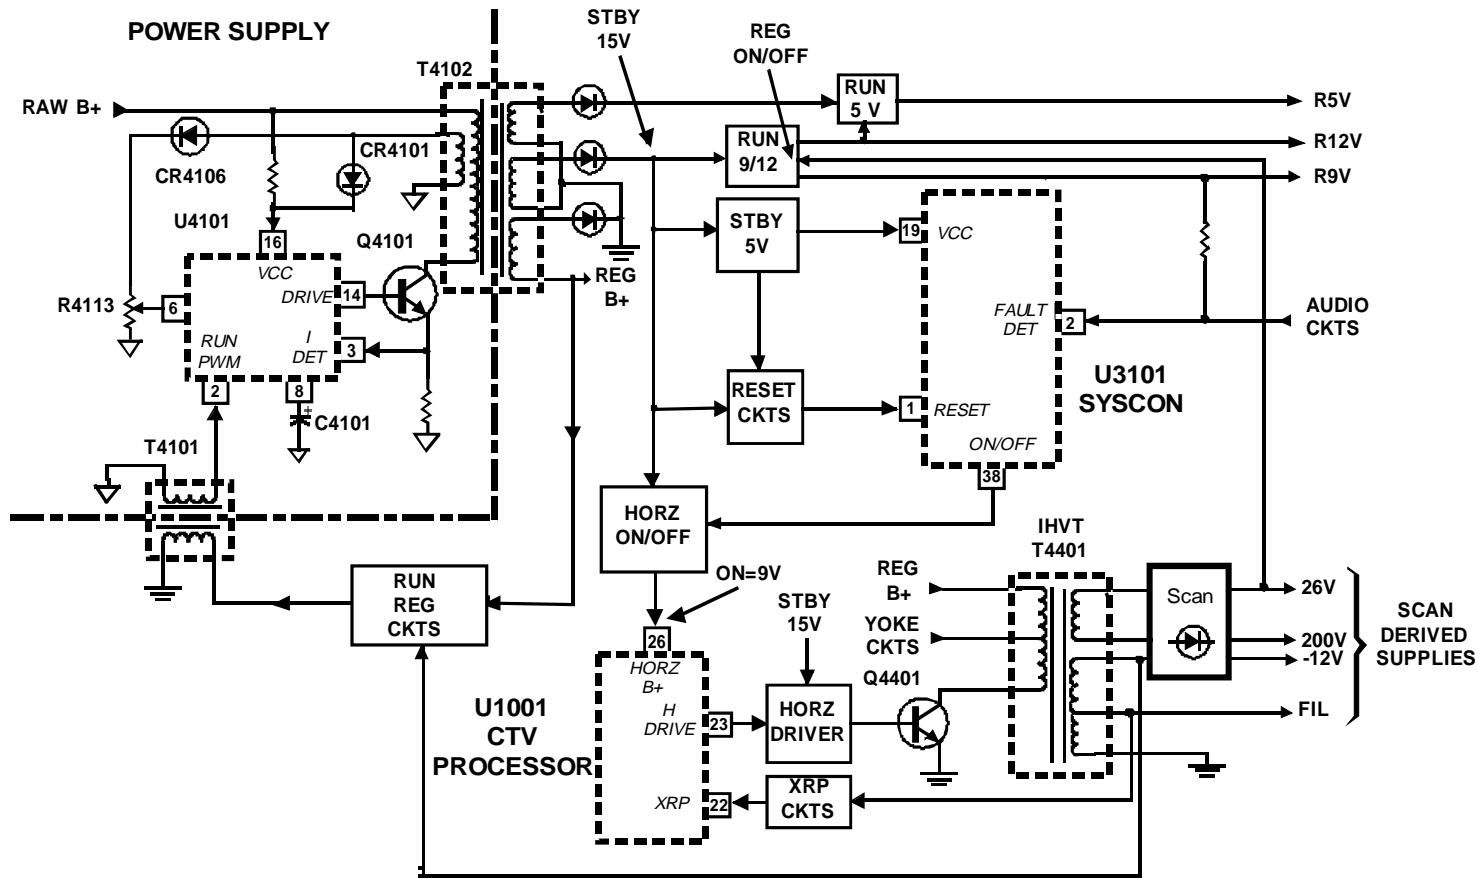 POWER SUPPLY
STBY
15V
REG
ON/OFF
T4102
RAW B+
RUN
5 V
R5V
R12V
R9V
CR4106
CR4101
RUN
9/12
U4101
16
VCC
Q4101
DRIVE
14
R4113
6
RUN
PWM
I
DET
3
2
8
C4101
+
REG
B+
STBY
5V
19
VCC
FAULT
DET
2
AUDIO
CKTS
U3101
SYSCON
RESET
CKTS
1
RESET
ON/OFF
38
T4101
HORZ
ON/OFF
IHVT
T4401
RUN
REG
CKTS
ON=9V
STBY
15V
REG
B+
YOKE
CKTS
Scan
26V
200V
-12V
FIL
SCAN
DERIVED
SUPPLIES
26
HORZ
B+
H
DRIVE
23
HORZ
DRIVER
Q4401
U1001
CTV
PROCESSOR
XRP
22
XRP
CKTS